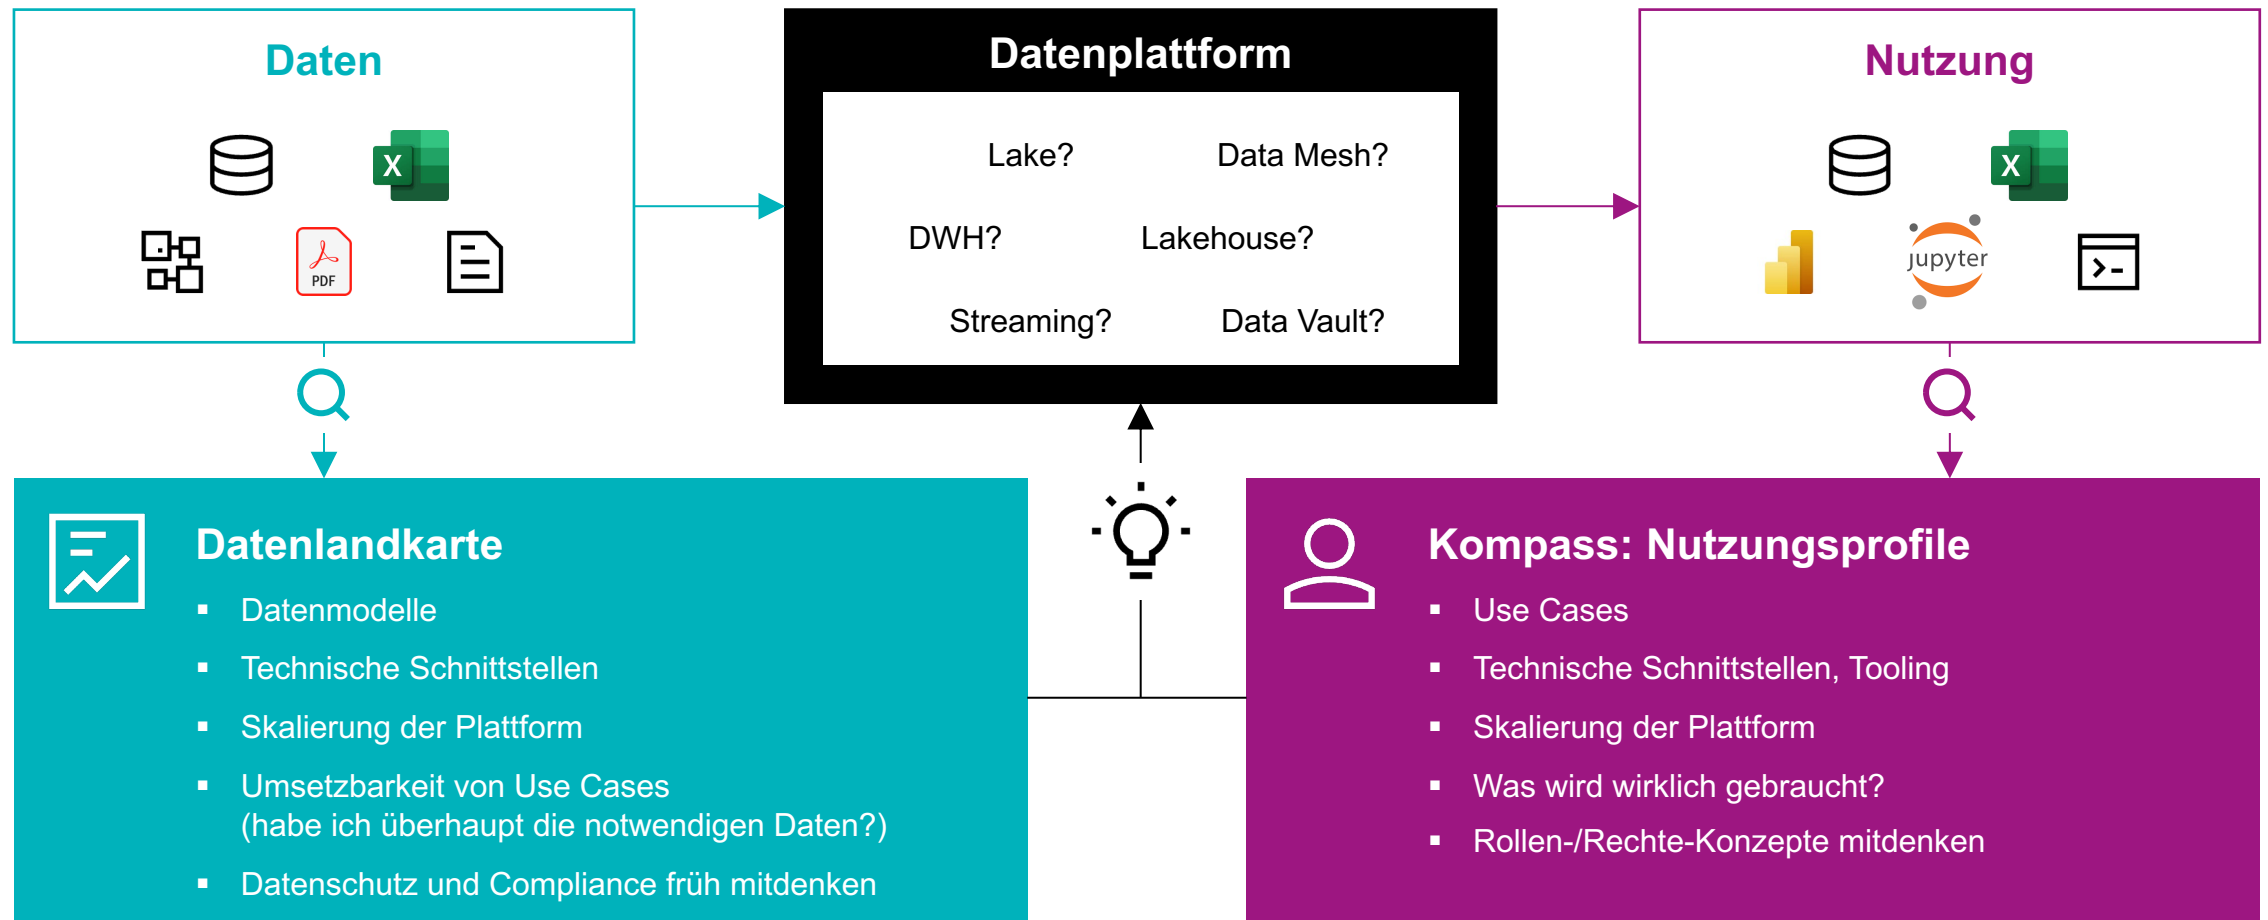 Daten
X
PDF
Datenplattform
Lake?
Data Mesh?
DWH?
Lakehouse?
Streaming?
Data Vault?
Nutzung
X
jupyter
Datenlandkarte
▪ Datenmodelle
▪ Technische Schnittstellen
▪ Skalierung der Plattform
▪ Umsetzbarkeit von Use Cases
(habe ich überhaupt die notwendigen Daten?)
▪ Datenschutz und Compliance früh mitdenken
Kompass: Nutzungsprofile
▪ Use Cases
▪ Technische Schnittstellen, Tooling
▪ Skalierung der Plattform
▪ Was wird wirklich gebraucht?
▪ Rollen-/Rechte-Konzepte mitdenken